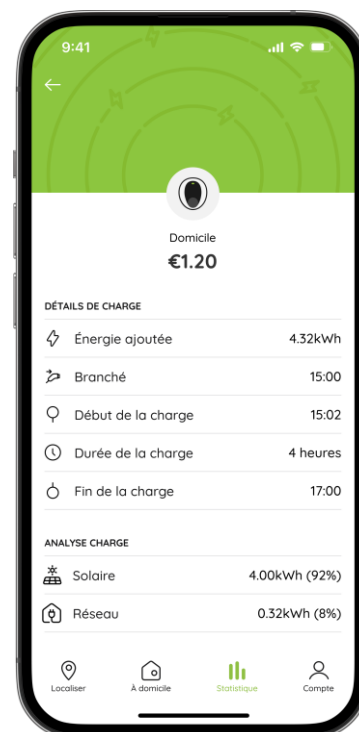 9:41
Domicile
€1.20
DÉTAILS DE CHARGE
Énergie ajoutée 4.32kWh
Branché 15:00
Début de la charge 15:02
Durée de la charge 4 heures
Fin de la charge 17:00
ANALYSE CHARGE
Solaire 4.00kWh (92%)
Réseau 0.32kWh (8%)
Localiser À domicile Statistique Compte